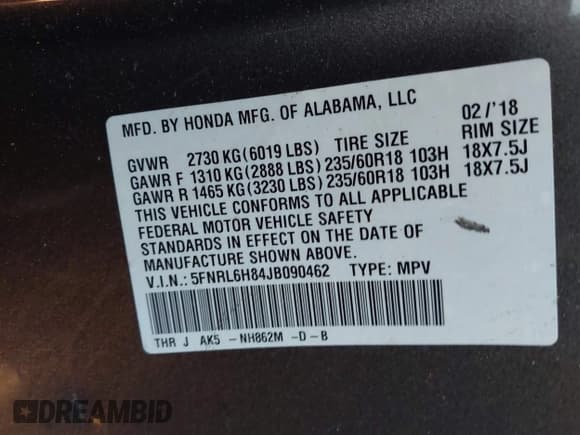 MFD. BY HONDA MFG. OF ALABAMA, LLC 02/'18
GVWR 2730 KG(6019 LBS) TIRE SIZE RIM SIZE
GAWR F 1310 KG(2888 LBS)235/60R18 103H 18X7.5J
GAWR R 1465 KG(3230 LBS)235/60R18 103H 18X7.5J
THIS VEHICLE CONFORMS TO ALL APPLICABLE
FEDERAL MOTOR VEHICLE SAFETY
STANDARDS IN EFFECT ON THE DATE OF
MANUFACTURE SHOWN ABOVE.
V.I.N.: 5FNRL6H84JB090462 TYPE: MPV
THR J AK5 -NH862M -D-B
DREAMBID